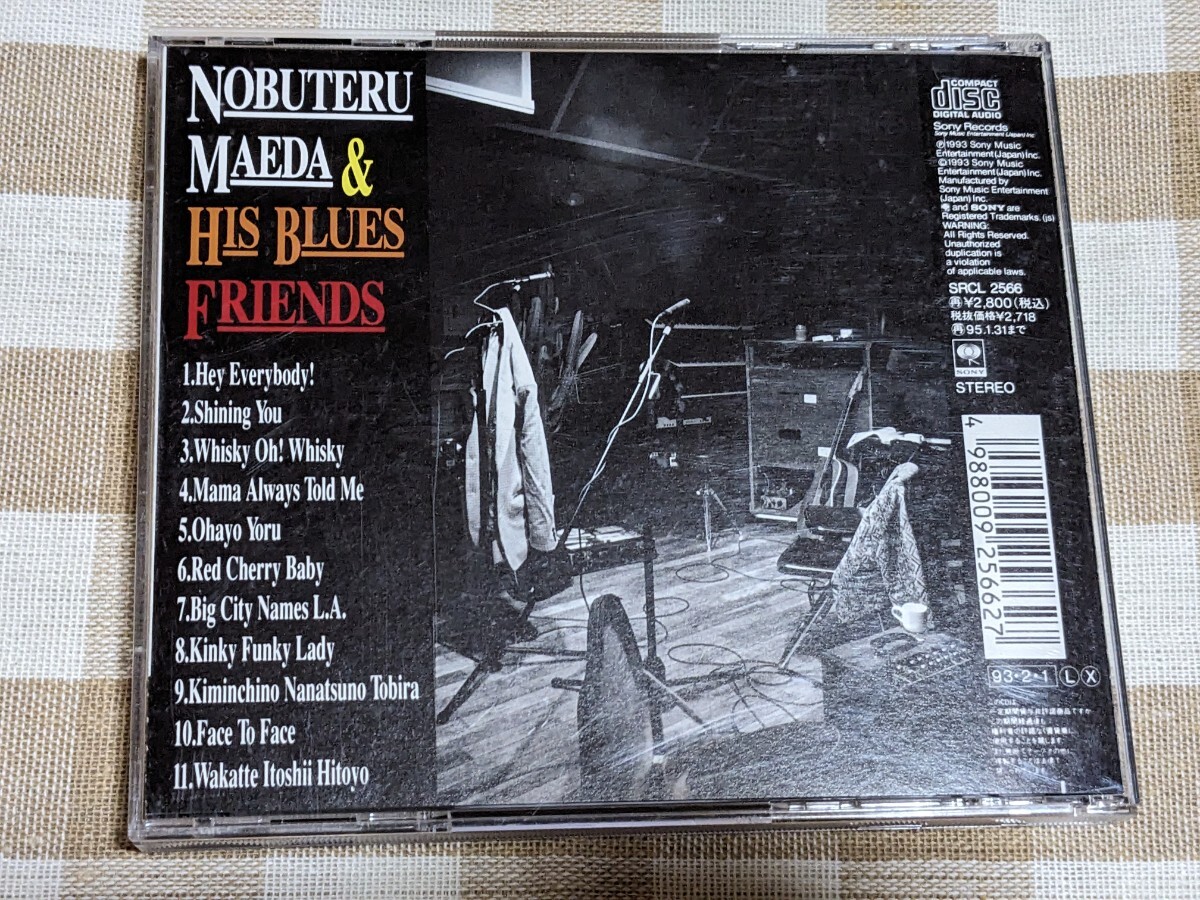 NOBUTERU
MAEDA &
HIS BLUES
FRIENDS
1.Hey Everybody!
2.Shining You
3.Whisky Oh! Whisky
4.Mama Always Told Me
5.Ohayo Yoru
6.Red Cherry Baby
7.Big City Names L.A.
8.Kinky Funky Lady
9.Kiminchino Nanatsuno Tobira
10.Face To Face
11.Wakatte Itoshii Hitoyo
COMPACT
disc
DIGITAL AUDIO
Sony Records
Sony Music Entertainment (Japan) Inc.
℗1993 Sony Music
Entertainment(Japan)Inc.
©1993 Sony Music
Entertainment(Japan)Inc.
Manufactured by
Sony Music Entertainment
(Japan) Inc.
and SONY are
Registered Trademarks. (js)
WARNING:
All Rights Reserved.
Unauthorized
duplication is
a violation
of applicable laws.
SRCL 2566
再¥2,800(税込)
税抜価格¥2,718
再95.1.31まで
SONY
STEREO
4 988009 256627
93・2・1 L X